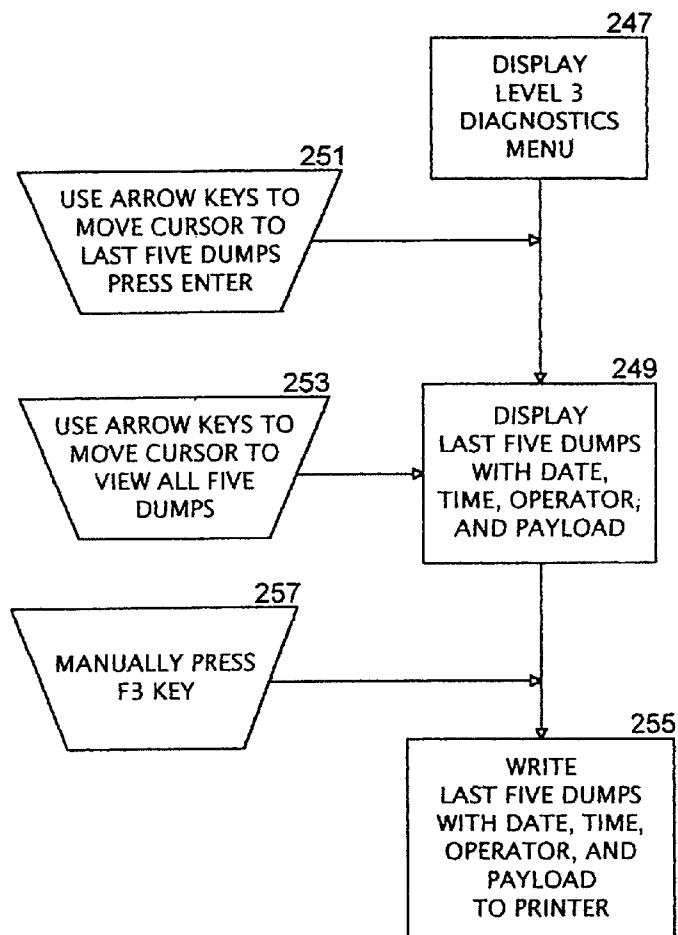 247
DISPLAY
LEVEL 3
DIAGNOSTICS
MENU
251
USE ARROW KEYS TO
MOVE CURSOR TO
LAST FIVE DUMPS
PRESS ENTER
249
DISPLAY
LAST FIVE DUMPS
WITH DATE,
TIME, OPERATOR,
AND PAYLOAD
253
USE ARROW KEYS TO
MOVE CURSOR TO
VIEW ALL FIVE
DUMPS
257
MANUALLY PRESS
F3 KEY
255
WRITE
LAST FIVE DUMPS
WITH DATE, TIME,
OPERATOR, AND
PAYLOAD
TO PRINTER